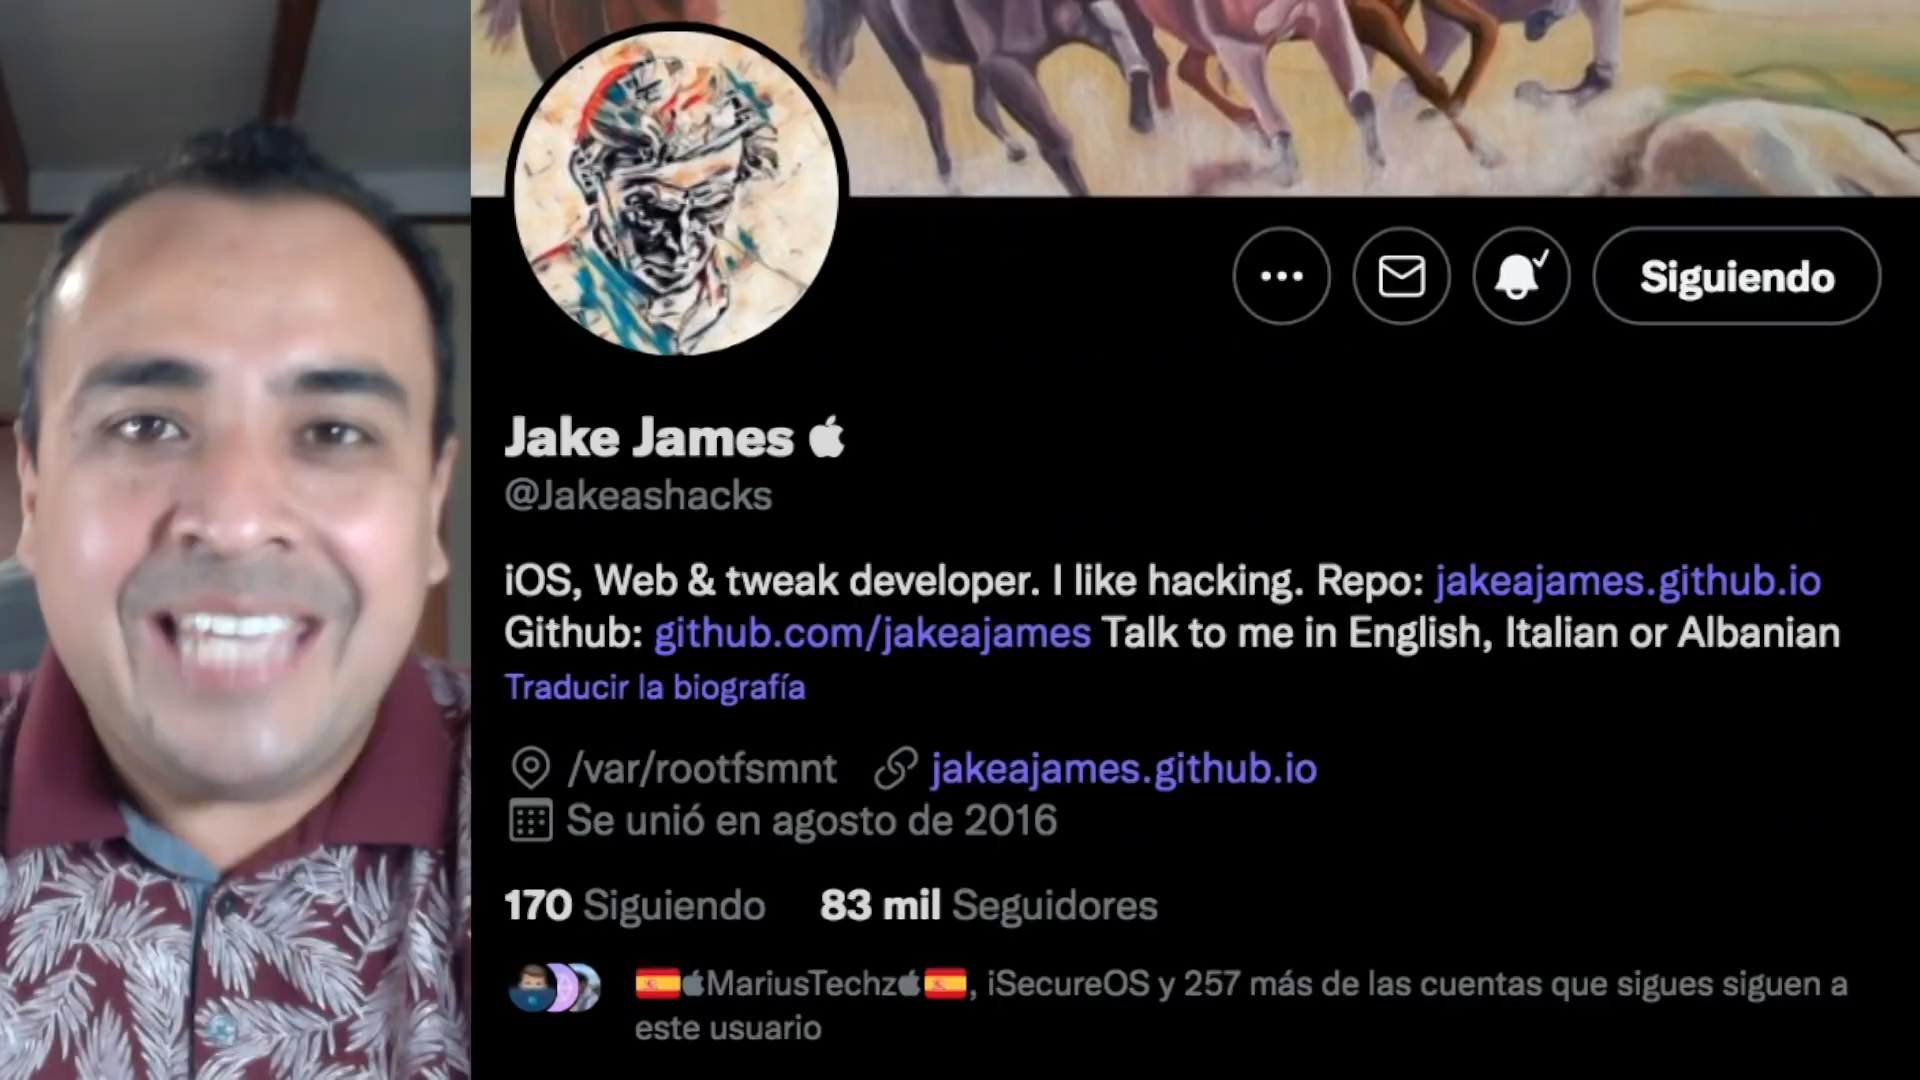 Siguiendo
Jake James
@Jakeashacks
iOS, Web & tweak developer. I like hacking. Repo: jakeajames.github.io
Github: github.com/jakeajames Talk to me in English, Italian or Albanian
Traducir la biografía
/var/rootfsmnt jakeajames.github.io
Se unió en agosto de 2016
170 Siguiendo 83 mil Seguidores
🇪🇸MariusTechz🇪🇸, iSecureOS y 257 más de las cuentas que sigues siguen a
este usuario